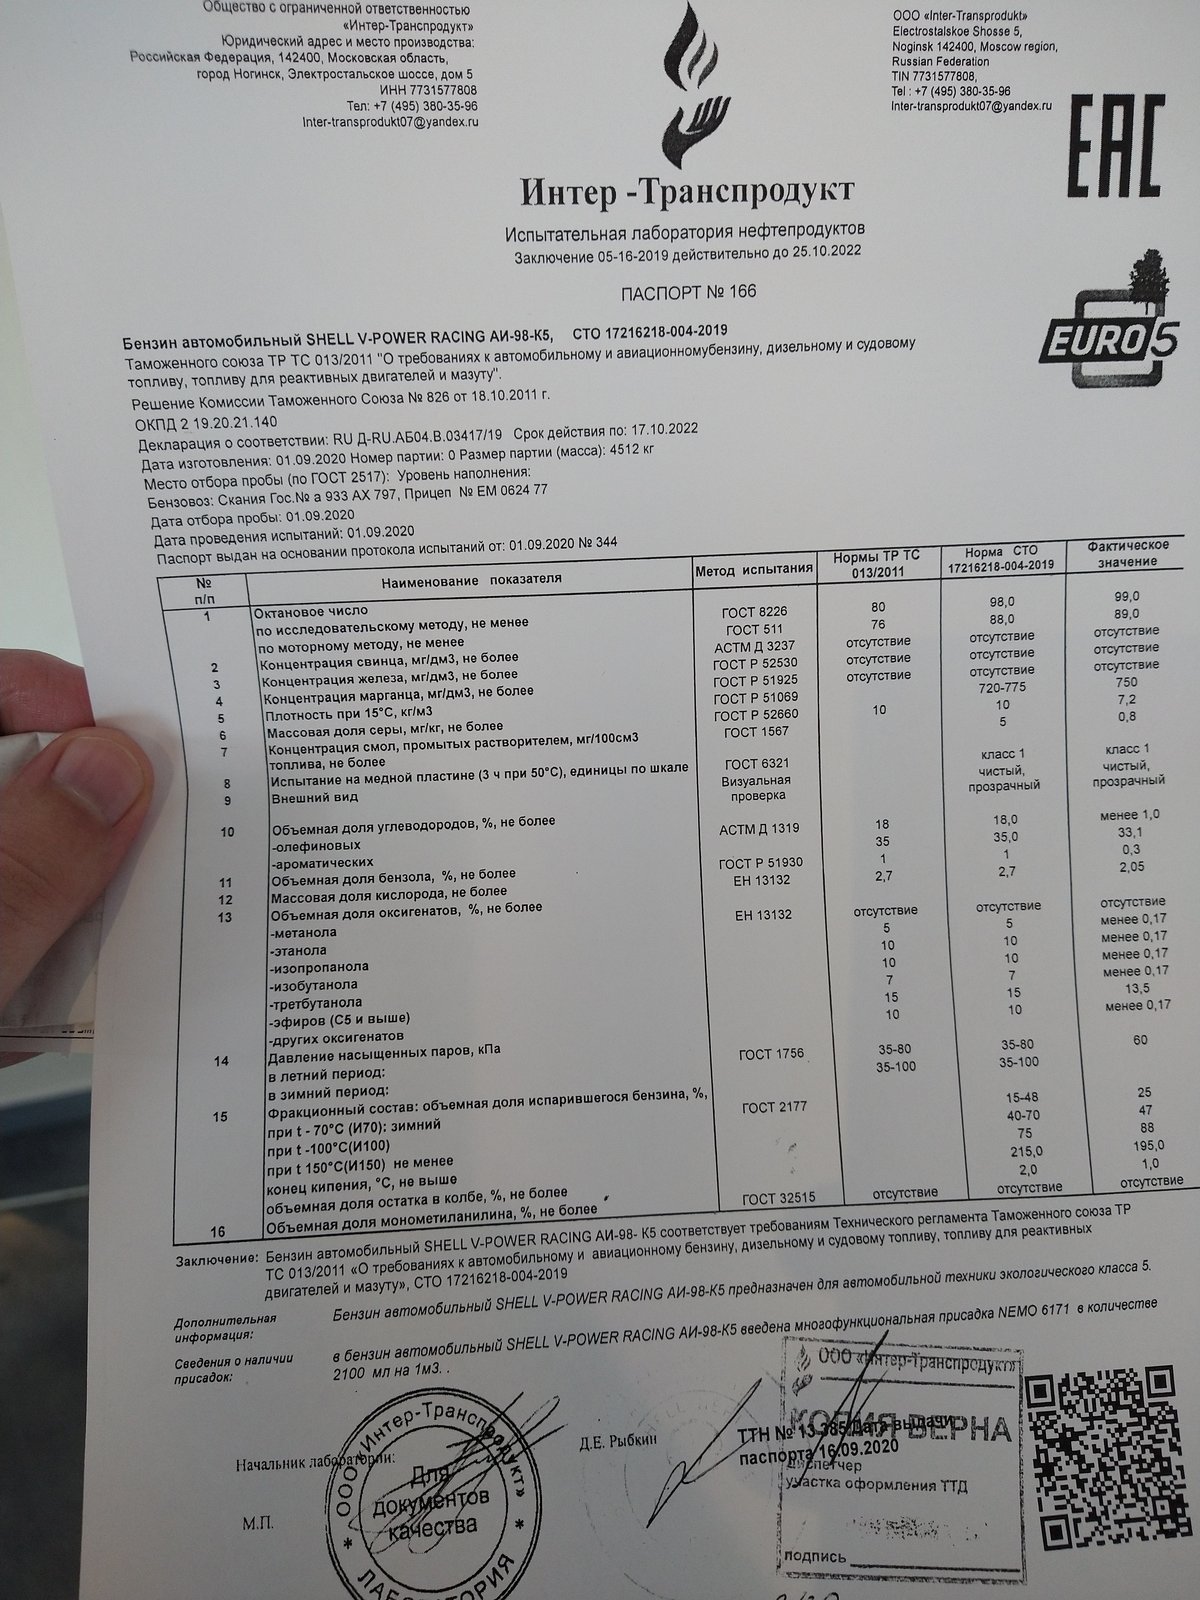 Общество с ограниченной ответственностью
«Интер-Транспродукт»
Юридический адрес и место производства:
Российская Федерация, 142400, Московская область,
город Ногинск, Электростальское шоссе, дом 5
ИНН 7731577808
Тел: +7 (495) 380-35-96
Inter-transprodukt07@yandex.ru
ООО «Inter-Transprodukt»
Electrostalskoe Shosse 5,
Noginsk 142400, Moscow region,
Russian Federation
TIN 7731577808,
Tel : +7 (495) 380-35-96
Inter-transprodukt07@yandex.ru
EAC
Интер -Транспродукт
Испытательная лаборатория нефтепродуктов
Заключение 05-16-2019 действительно до 25.10.2022
ПАСПОРТ № 166
EURO 5
Бензин автомобильный SHELL V-POWER RACING АИ-98-К5, СТО 17216218-004-2019
Таможенного союза ТР ТС 013/2011 "О требованиях к автомобильному и авиационномубензину, дизельному и судовому
топливу, топливу для реактивных двигателей и мазуту".
Решение Комиссии Таможенного Союза № 826 от 18.10.2011 г.
ОКПД 2 19.20.21.140
Декларация о соответствии: RU Д-RU.АБ04.В.03417/19 Срок действия по: 17.10.2022
Дата изготовления: 01.09.2020 Номер партии: 0 Размер партии (масса): 4512 кг
Место отбора пробы (по ГОСТ 2517): Уровень наполнения:
Бензовоз: Скания Гос.№ а 933 АХ 797, Прицеп № ЕМ 0624 77
Дата отбора пробы: 01.09.2020
Дата проведения испытаний: 01.09.2020
Паспорт выдан на основании протокола испытаний от: 01.09.2020 № 344
№ п/п Наименование показателя Метод испытания Нормы ТР ТС 013/2011 Норма СТО 17216218-004-2019 Фактическое значение
1 Октановое число
по исследовательскому методу, не менее ГОСТ 8226 80 98,0 99,0
по моторному методу, не менее ГОСТ 511 76 88,0 89,0
2 Концентрация свинца, мг/дм3, не более АСТМ Д 3237 отсутствие отсутствие отсутствие
3 Концентрация железа, мг/дм3, не более ГОСТ Р 52530 отсутствие отсутствие отсутствие
4 Концентрация марганца, мг/дм3, не более ГОСТ Р 51925 отсутствие отсутствие отсутствие
5 Плотность при 15°С, кг/м3 ГОСТ Р 51069 720-775 750
6 Массовая доля серы, мг/кг, не более ГОСТ Р 52660 10 10 7,2
7 Концентрация смол, промытых растворителем, мг/100см3 ГОСТ 1567 5 0,8
топлива, не более
8 Испытание на медной пластине (3 ч при 50°С), единицы по шкале ГОСТ 6321 класс 1 класс 1
9 Внешний вид Визуальная проверка чистый, прозрачный чистый, прозрачный
10 Объемная доля углеводородов, %, не более АСТМ Д 1319
-олефиновых 18 18,0 менее 1,0
-ароматических 35 35,0 33,1
11 Объемная доля бензола, %, не более ГОСТ Р 51930 1 1 0,3
12 Массовая доля кислорода, не более ЕН 13132 2,7 2,7 2,05
13 Объемная доля оксигенатов, %, не более ЕН 13132
-метанола отсутствие отсутствие отсутствие
-этанола 5 5 менее 0,17
-изопропанола 10 10 менее 0,17
-изобутанола 10 10 менее 0,17
-третбутанола 7 7 менее 0,17
-эфиров (С5 и выше) 15 15 13,5
-других оксигенатов 10 10 менее 0,17
14 Давление насыщенных паров, кПа ГОСТ 1756
в летний период: 35-80 35-80 60
в зимний период: 35-100 35-100
15 Фракционный состав: объемная доля испарившегося бензина, %, ГОСТ 2177
при t - 70°С (И70): зимний 15-48 25
при t -100°С(И100) 40-70 47
при t 150°С(И150) не менее 75 88
конец кипения, °С, не выше 215,0 195,0
объемная доля остатка в колбе, %, не более 2,0 1,0
16 Объемная доля монометиланилина, %, не более ГОСТ 32515 отсутствие отсутствие отсутствие
Заключение: Бензин автомобильный SHELL V-POWER RACING АИ-98- К5 соответствует требованиям Технического регламента Таможенного союза ТР
ТС 013/2011 «О требованиях к автомобильному и авиационному бензину, дизельному и судовому топливу, топливу для реактивных
двигателей и мазуту», СТО 17216218-004-2019
Дополнительная информация: Бензин автомобильный SHELL V-POWER RACING АИ-98-К5 предназначен для автомобильной техники экологического класса 5.
Сведения о наличии присадок: в бензин автомобильный SHELL V-POWER RACING АИ-98-К5 введена многофункциональная присадка NEMO 6171 в количестве
2100 мл на 1м3. .
Начальник лаборатории:
Д.Е. Рыбкин
М.П.
ООО «Интер-Транспродукт»
Для
документов
качества
ЛАБОРАТОРИЯ
ООО «Интер-Транспродукт»
КОПИЯ ВЕРНА
ТТН № 13 385 Дата выдачи
паспорта 16.09.2020
диспетчер
участка оформления ТТД
подпись